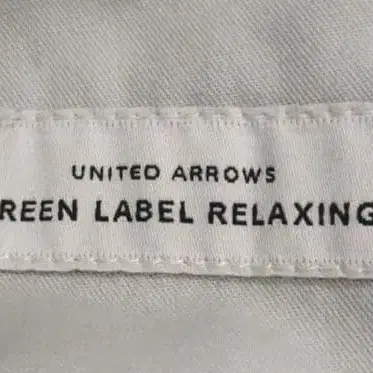 UNITED ARROWS
REEN LABEL RELAXING